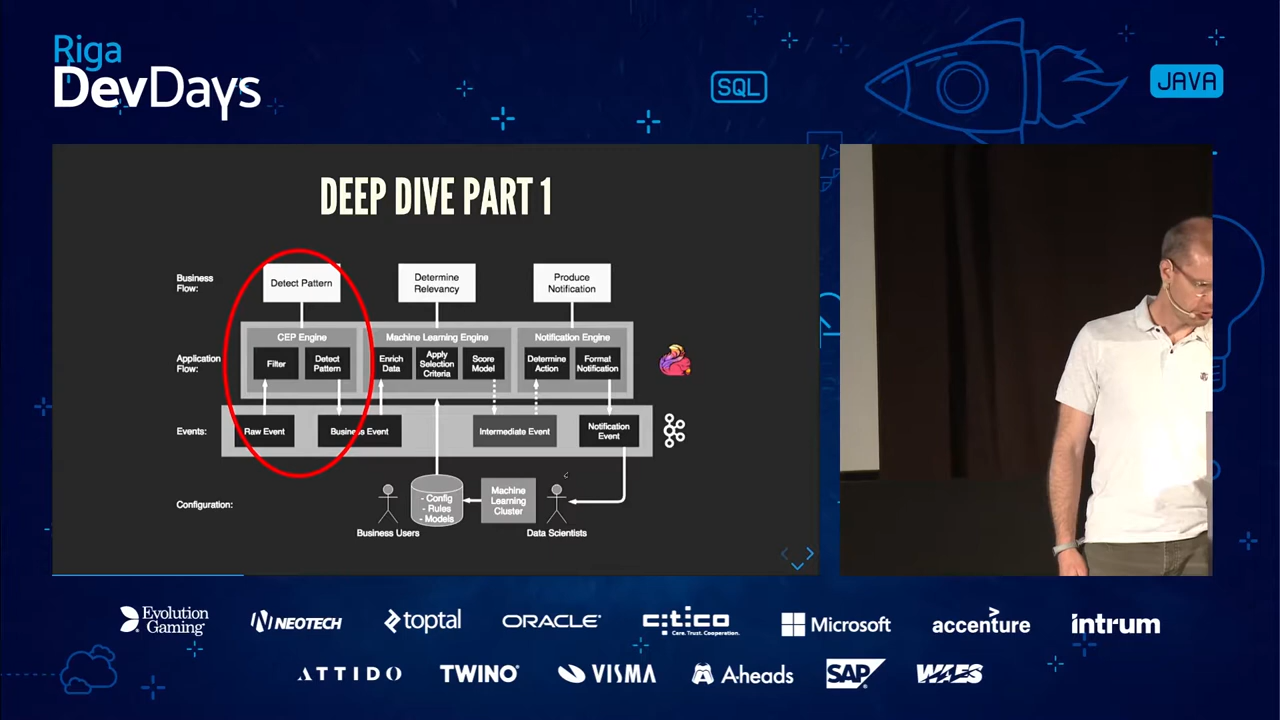 Riga
DevDays
SQL
JAVA
</>
DEEP DIVE PART 1
Business
Flow:
Detect Pattern
Determine
Relevancy
Produce
Notification
Application
Flow:
CEP Engine
Filter
Detect
Pattern
Machine Learning Engine
Enrich
Data
Apply
Selection
Criteria
Score
Model
Notification Engine
Determine
Action
Format
Notification
Events:
Raw Event
Business Event
Intermediate Event
Notification
Event
Configuration:
Business Users
- Config
- Rules
- Models
Machine
Learning
Cluster
Data Scientists
Evolution
Gaming
NEOTECH
toptal
ORACLE
citco
Care. Trust. Cooperation.
Microsoft
accenture
intrum
ATTIDO
TWINO
VISMA
A-heads
SAP
WAES